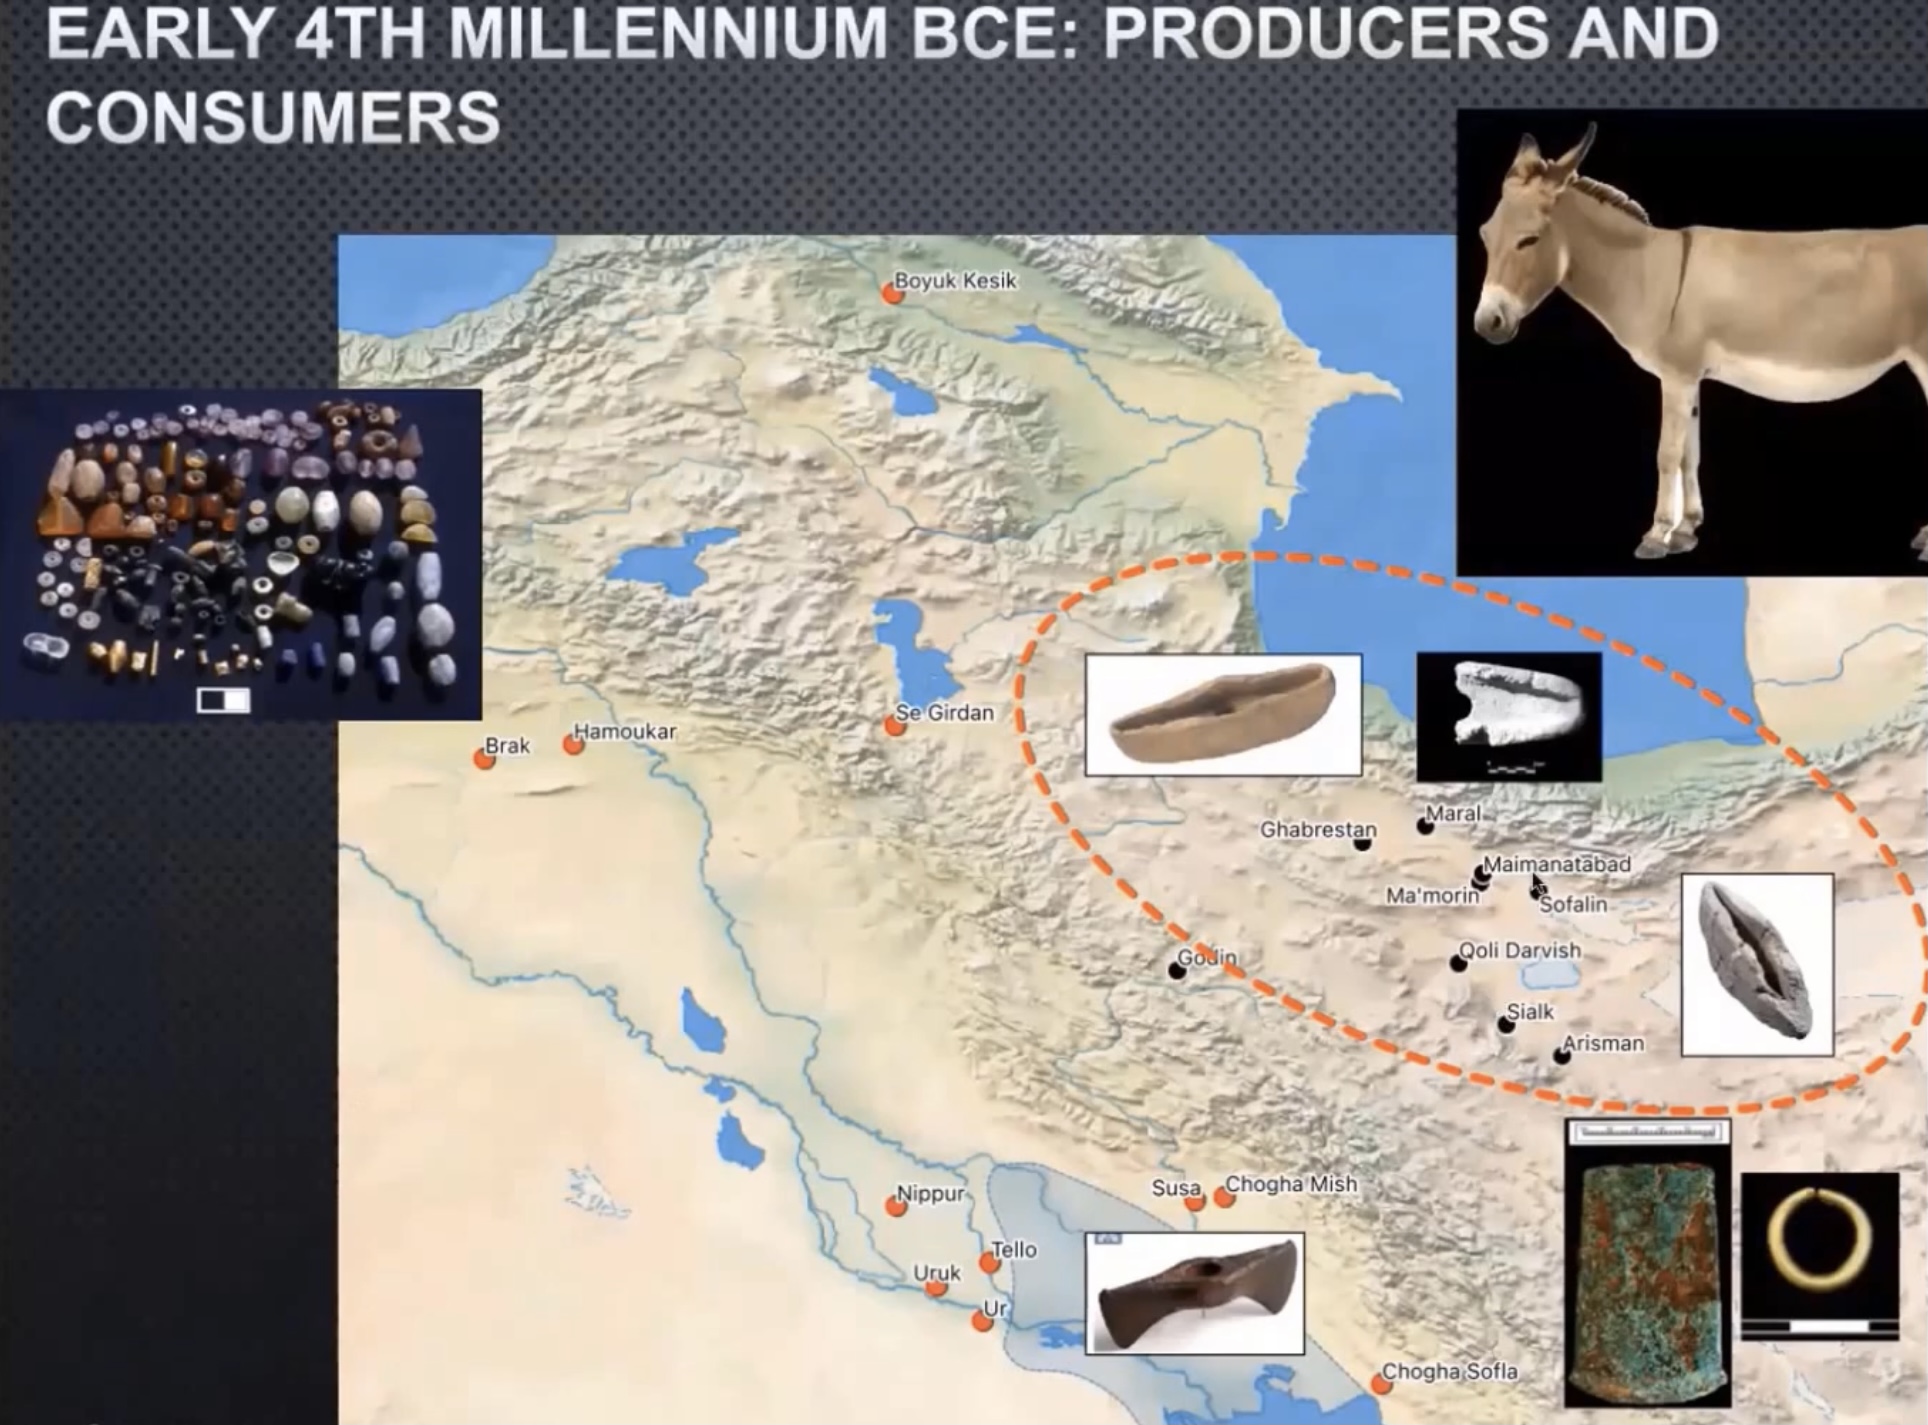 EARLY 4TH MILLENNIUM BCE: PRODUCERS AND
CONSUMERS
Boyuk Kesik
Se Girdan
Hamoukar
Brak
Maral
Ghabrestan
Maimanatabad
Ma'morin
Sofalin
Qoli Darvish
Godin
Sialk
Arisman
Susa
Chogha Mish
Nippur
Tello
Uruk
Ur
Chogha Sofla